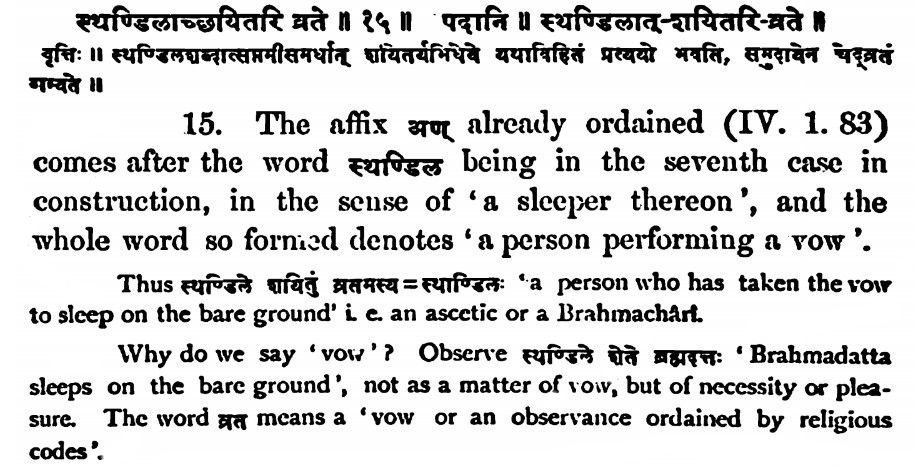 स्थण्डिलाच्छयितरि व्रते ॥ १५ ॥ पदानि ॥ स्थण्डिलात्-शयितरि-व्रते ॥
वृत्तिः ॥ स्थण्डिलशब्दात्सप्तमीसमर्थात् शयितर्यभिधेये यथाविहितं प्रत्ययो भवति, समुदायेन चेद्व्रतं
गम्यते ॥
15. The affix अण् already ordained (IV. 1. 83)
comes after the word स्थण्डिल being in the seventh case in
construction, in the sense of ‘a sleeper thereon’, and the
whole word so formed denotes ‘a person performing a vow’.
Thus स्थण्डिले शयितुं व्रतमस्य = स्थाण्डिलः ‘a person who has taken the vow
to sleep on the bare ground’ i. e. an ascetic or a Brahmachârî.
Why do we say ‘vow’? Observe स्थण्डिले शेते ब्रह्मदत्तः ‘Brahmadatta
sleeps on the bare ground’, not as a matter of vow, but of necessity or plea-
sure. The word व्रत means a ‘vow or an observance ordained by religious
codes’.